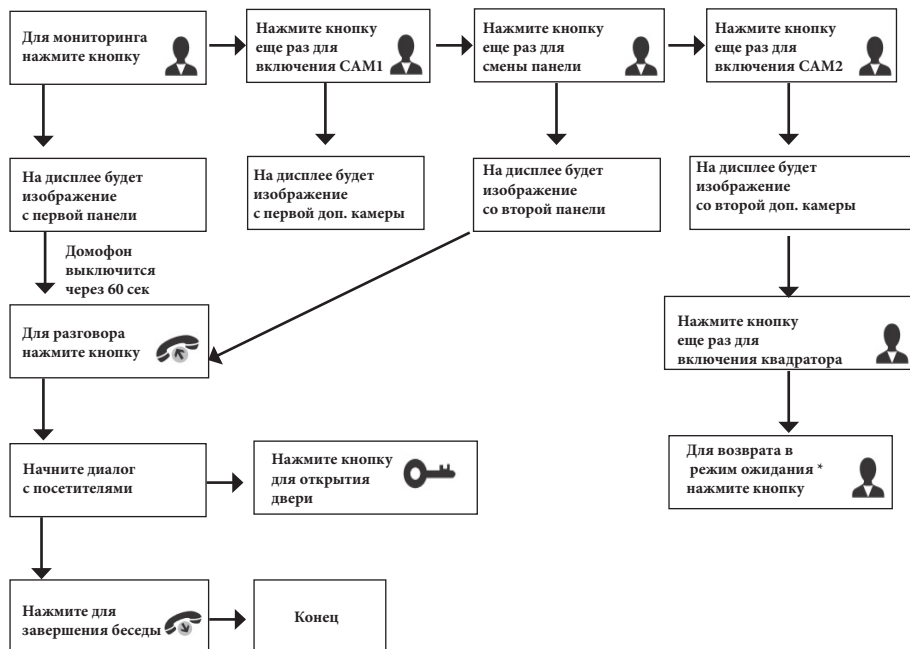 Для мониторинга
нажмите кнопку
Нажмите кнопку
еще раз для
включения CAM1
Нажмите кнопку
еще раз для
смены панели
Нажмите кнопку
еще раз для
включения CAM2
На дисплее будет
изображение
с первой панели
На дисплее будет
изображение
с первой доп. камеры
На дисплее будет
изображение
со второй панели
На дисплее будет
изображение
со второй доп. камеры
Домофон
выключится
через 60 сек
Для разговора
нажмите кнопку
Нажмите кнопку
еще раз для
включения квадратора
Начните диалог
с посетителями
Нажмите кнопку
для открытия
двери
Для возврата в
режим ожидания *
нажмите кнопку
Нажмите для
завершения беседы
Конец